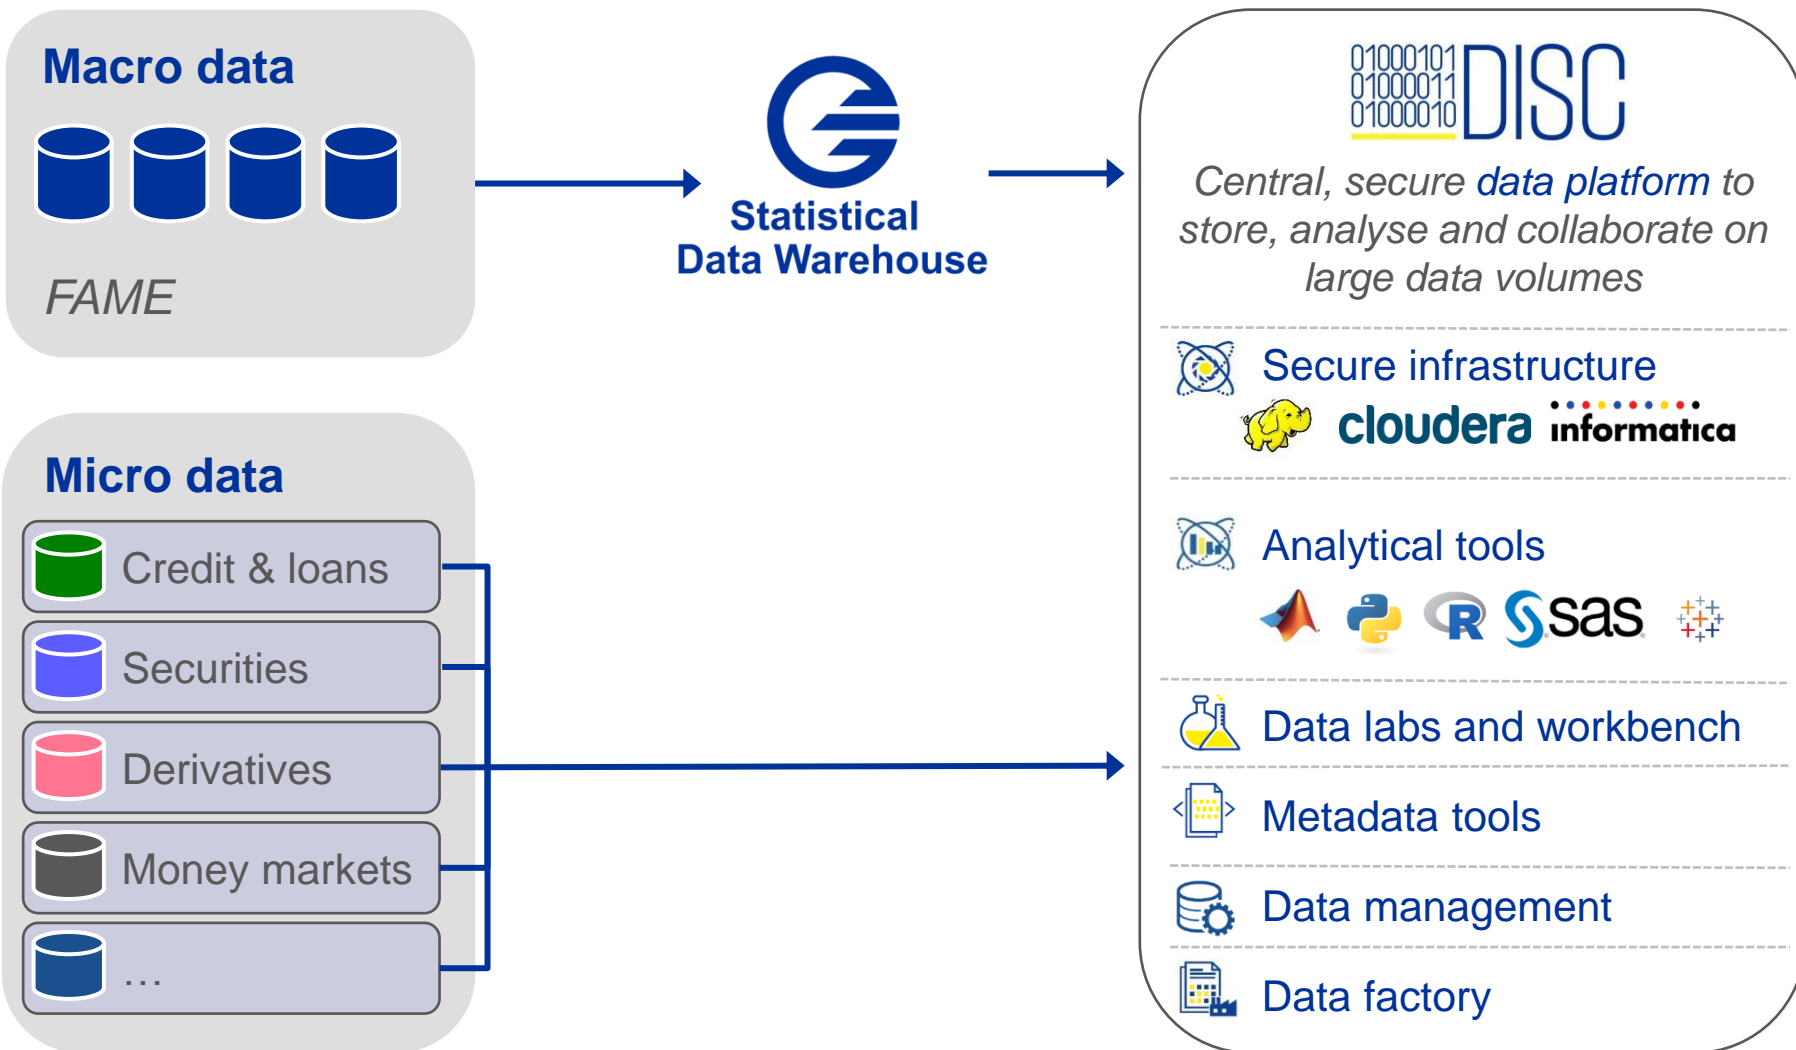 Macro data
FAME
Statistical
Data Warehouse
Micro data
Credit & loans
Securities
Derivatives
Money markets
…
01000101
01000011
01000010
DISC
Central, secure data platform to
store, analyse and collaborate on
large data volumes
Secure infrastructure
cloudera informatica
Analytical tools
R sas
Data labs and workbench
Metadata tools
Data management
Data factory